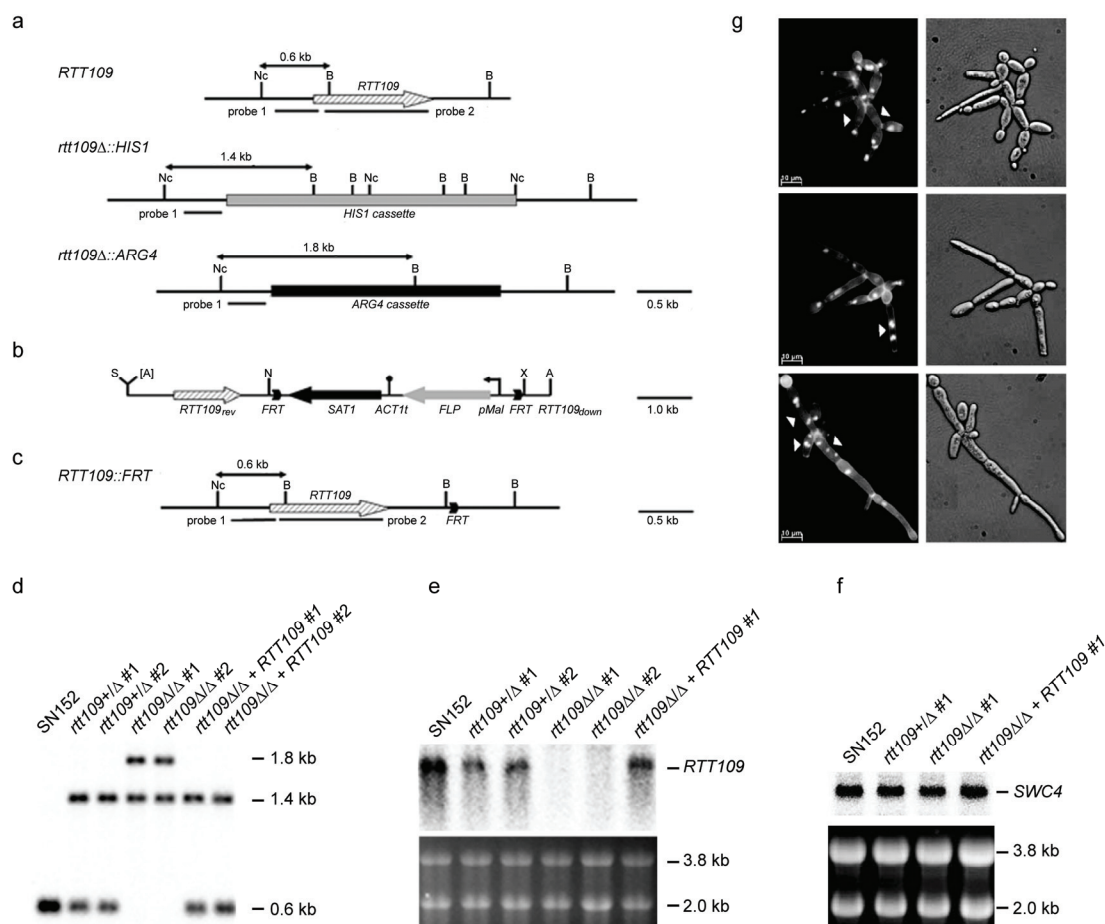 a
0.6 kb
RTT109
Nc B RTT109 B
probe 1 probe 2
rtt109Δ::HIS1
1.4 kb
Nc B B Nc B B Nc B
probe 1 HIS1 cassette
rtt109Δ::ARG4
1.8 kb
Nc B B
probe 1 ARG4 cassette 0.5 kb
b
S [A] N X A
RTT109rev FRT SAT1 ACT1t FLP pMal FRT RTT109down 1.0 kb
c
RTT109::FRT
0.6 kb
Nc B RTT109 B B
probe 1 probe 2 FRT 0.5 kb
g
10 μm
10 μm
10 μm
d
SN152
rtt109+/Δ #1
rtt109+/Δ #2
rtt109Δ/Δ #1
rtt109Δ/Δ #2
rtt109Δ/Δ + RTT109 #1
rtt109Δ/Δ + RTT109 #2
– 1.8 kb
– 1.4 kb
– 0.6 kb
e
SN152
rtt109+/Δ #1
rtt109+/Δ #2
rtt109Δ/Δ #1
rtt109Δ/Δ #2
rtt109Δ/Δ + RTT109 #1
– RTT109
– 3.8 kb
– 2.0 kb
f
SN152
rtt109+/Δ #1
rtt109Δ/Δ #1
rtt109Δ/Δ + RTT109 #1
– SWC4
– 3.8 kb
– 2.0 kb